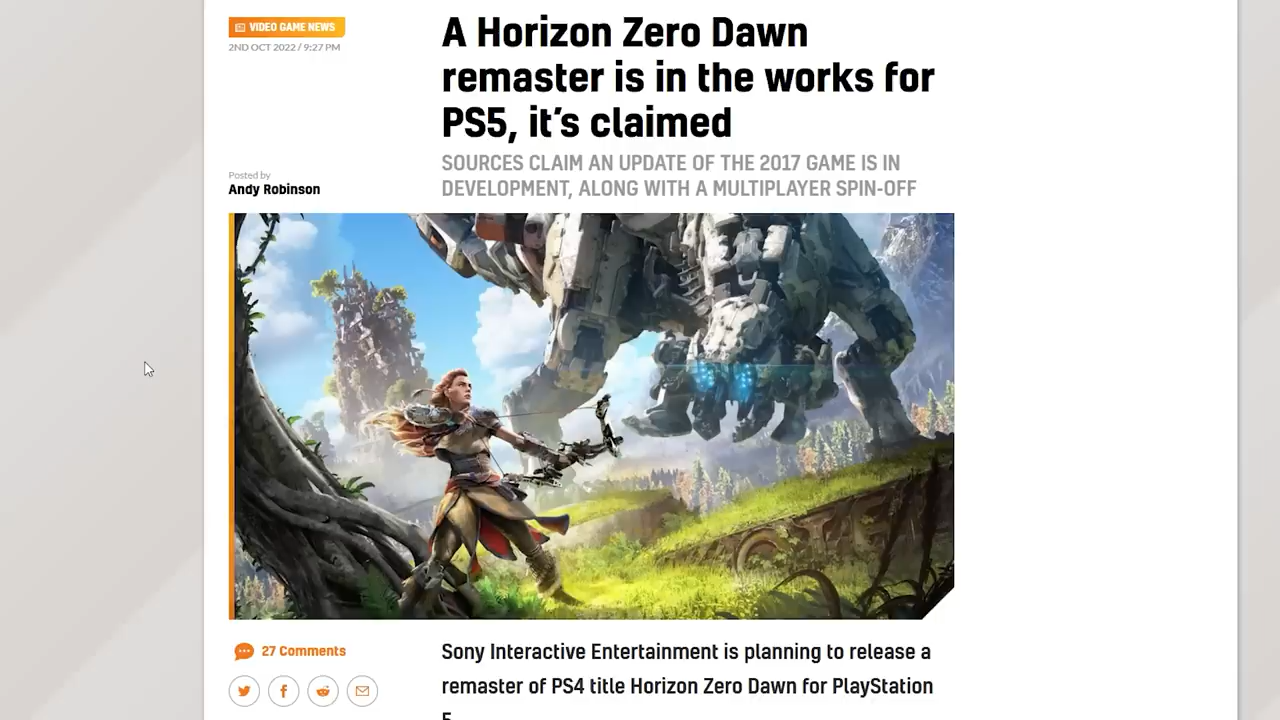 VIDEO GAME NEWS
2ND OCT 2022 / 9:27 PM
A Horizon Zero Dawn
remaster is in the works for
PS5, it's claimed
SOURCES CLAIM AN UPDATE OF THE 2017 GAME IS IN
DEVELOPMENT, ALONG WITH A MULTIPLAYER SPIN-OFF
Posted by
Andy Robinson
27 Comments
Sony Interactive Entertainment is planning to release a
remaster of PS4 title Horizon Zero Dawn for PlayStation
5